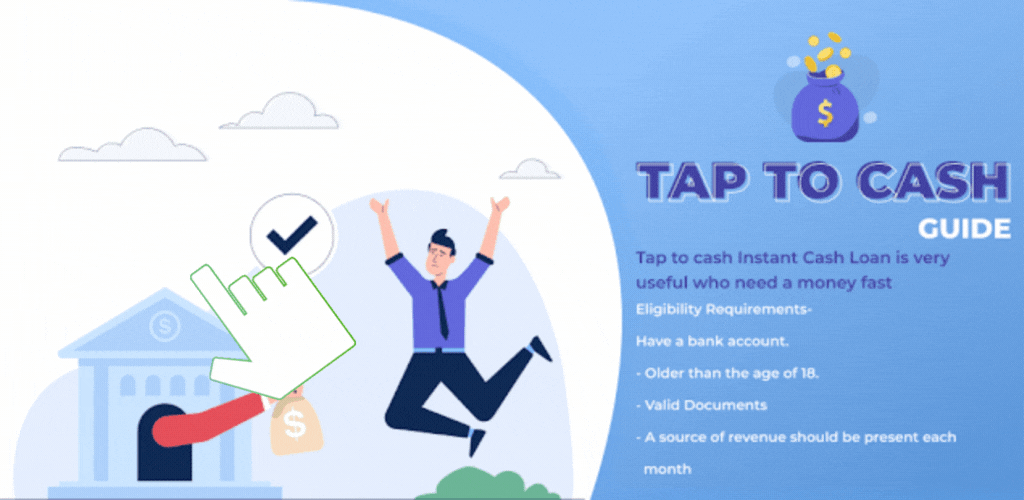 $
TAP TO CASH
GUIDE
Tap to cash Instant Cash Loan is very
useful who need a money fast
Eligibility Requirements-
Have a bank account.
- Older than the age of 18.
- Valid Documents
- A source of revenue should be present each
month
$
$